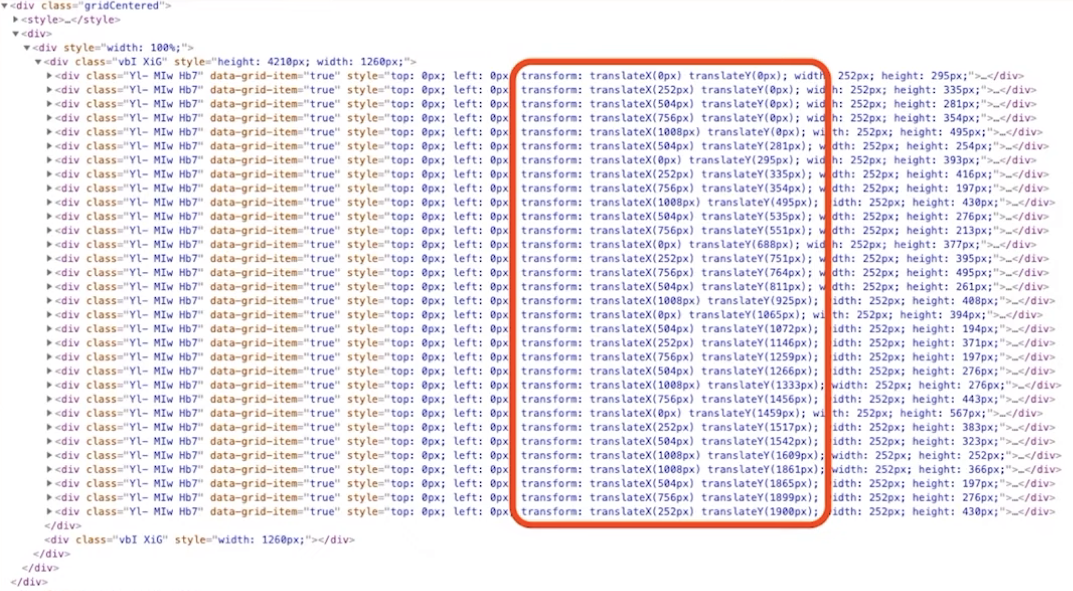 ▼<div class="gridCentered">
▶<style>…</style>
▼<div>
▼<div style="width: 100%;">
▼<div class="vbI XiG" style="height: 4210px; width: 1260px;">
▶<div class="Yl- MIw Hb7" data-grid-item="true" style="top: 0px; left: 0px transform: translateX(0px) translateY(0px); width: 252px; height: 295px;">…</div>
▶<div class="Yl- MIw Hb7" data-grid-item="true" style="top: 0px; left: 0px transform: translateX(252px) translateY(0px); width: 252px; height: 335px;">…</div>
▶<div class="Yl- MIw Hb7" data-grid-item="true" style="top: 0px; left: 0px transform: translateX(504px) translateY(0px); width: 252px; height: 281px;">…</div>
▶<div class="Yl- MIw Hb7" data-grid-item="true" style="top: 0px; left: 0px transform: translateX(756px) translateY(0px); width: 252px; height: 354px;">…</div>
▶<div class="Yl- MIw Hb7" data-grid-item="true" style="top: 0px; left: 0px transform: translateX(1008px) translateY(0px); width: 252px; height: 495px;">…</div>
▶<div class="Yl- MIw Hb7" data-grid-item="true" style="top: 0px; left: 0px transform: translateX(504px) translateY(281px); width: 252px; height: 254px;">…</div>
▶<div class="Yl- MIw Hb7" data-grid-item="true" style="top: 0px; left: 0px transform: translateX(0px) translateY(295px); width: 252px; height: 393px;">…</div>
▶<div class="Yl- MIw Hb7" data-grid-item="true" style="top: 0px; left: 0px transform: translateX(252px) translateY(335px); width: 252px; height: 416px;">…</div>
▶<div class="Yl- MIw Hb7" data-grid-item="true" style="top: 0px; left: 0px transform: translateX(756px) translateY(354px); width: 252px; height: 197px;">…</div>
▶<div class="Yl- MIw Hb7" data-grid-item="true" style="top: 0px; left: 0px transform: translateX(1008px) translateY(495px); width: 252px; height: 430px;">…</div>
▶<div class="Yl- MIw Hb7" data-grid-item="true" style="top: 0px; left: 0px transform: translateX(504px) translateY(535px); width: 252px; height: 276px;">…</div>
▶<div class="Yl- MIw Hb7" data-grid-item="true" style="top: 0px; left: 0px transform: translateX(756px) translateY(551px); width: 252px; height: 213px;">…</div>
▶<div class="Yl- MIw Hb7" data-grid-item="true" style="top: 0px; left: 0px transform: translateX(0px) translateY(688px); width: 252px; height: 377px;">…</div>
▶<div class="Yl- MIw Hb7" data-grid-item="true" style="top: 0px; left: 0px transform: translateX(252px) translateY(751px); width: 252px; height: 395px;">…</div>
▶<div class="Yl- MIw Hb7" data-grid-item="true" style="top: 0px; left: 0px transform: translateX(756px) translateY(764px); width: 252px; height: 495px;">…</div>
▶<div class="Yl- MIw Hb7" data-grid-item="true" style="top: 0px; left: 0px transform: translateX(504px) translateY(811px); width: 252px; height: 261px;">…</div>
▶<div class="Yl- MIw Hb7" data-grid-item="true" style="top: 0px; left: 0px transform: translateX(1008px) translateY(925px); width: 252px; height: 408px;">…</div>
▶<div class="Yl- MIw Hb7" data-grid-item="true" style="top: 0px; left: 0px transform: translateX(0px) translateY(1065px); width: 252px; height: 394px;">…</div>
▶<div class="Yl- MIw Hb7" data-grid-item="true" style="top: 0px; left: 0px transform: translateX(504px) translateY(1072px); width: 252px; height: 194px;">…</div>
▶<div class="Yl- MIw Hb7" data-grid-item="true" style="top: 0px; left: 0px transform: translateX(252px) translateY(1146px); width: 252px; height: 371px;">…</div>
▶<div class="Yl- MIw Hb7" data-grid-item="true" style="top: 0px; left: 0px transform: translateX(756px) translateY(1259px); width: 252px; height: 197px;">…</div>
▶<div class="Yl- MIw Hb7" data-grid-item="true" style="top: 0px; left: 0px transform: translateX(504px) translateY(1266px); width: 252px; height: 276px;">…</div>
▶<div class="Yl- MIw Hb7" data-grid-item="true" style="top: 0px; left: 0px transform: translateX(1008px) translateY(1333px); width: 252px; height: 276px;">…</div>
▶<div class="Yl- MIw Hb7" data-grid-item="true" style="top: 0px; left: 0px transform: translateX(756px) translateY(1456px); width: 252px; height: 443px;">…</div>
▶<div class="Yl- MIw Hb7" data-grid-item="true" style="top: 0px; left: 0px transform: translateX(0px) translateY(1459px); width: 252px; height: 567px;">…</div>
▶<div class="Yl- MIw Hb7" data-grid-item="true" style="top: 0px; left: 0px transform: translateX(252px) translateY(1517px); width: 252px; height: 383px;">…</div>
▶<div class="Yl- MIw Hb7" data-grid-item="true" style="top: 0px; left: 0px transform: translateX(504px) translateY(1542px); width: 252px; height: 323px;">…</div>
▶<div class="Yl- MIw Hb7" data-grid-item="true" style="top: 0px; left: 0px transform: translateX(1008px) translateY(1609px); width: 252px; height: 252px;">…</div>
▶<div class="Yl- MIw Hb7" data-grid-item="true" style="top: 0px; left: 0px transform: translateX(1008px) translateY(1861px); width: 252px; height: 366px;">…</div>
▶<div class="Yl- MIw Hb7" data-grid-item="true" style="top: 0px; left: 0px transform: translateX(504px) translateY(1865px); width: 252px; height: 197px;">…</div>
▶<div class="Yl- MIw Hb7" data-grid-item="true" style="top: 0px; left: 0px transform: translateX(756px) translateY(1899px); width: 252px; height: 276px;">…</div>
▶<div class="Yl- MIw Hb7" data-grid-item="true" style="top: 0px; left: 0px transform: translateX(252px) translateY(1900px); width: 252px; height: 430px;">…</div>
</div>
<div class="vbI XiG" style="width: 1260px;"></div>
</div>
</div>
</div>